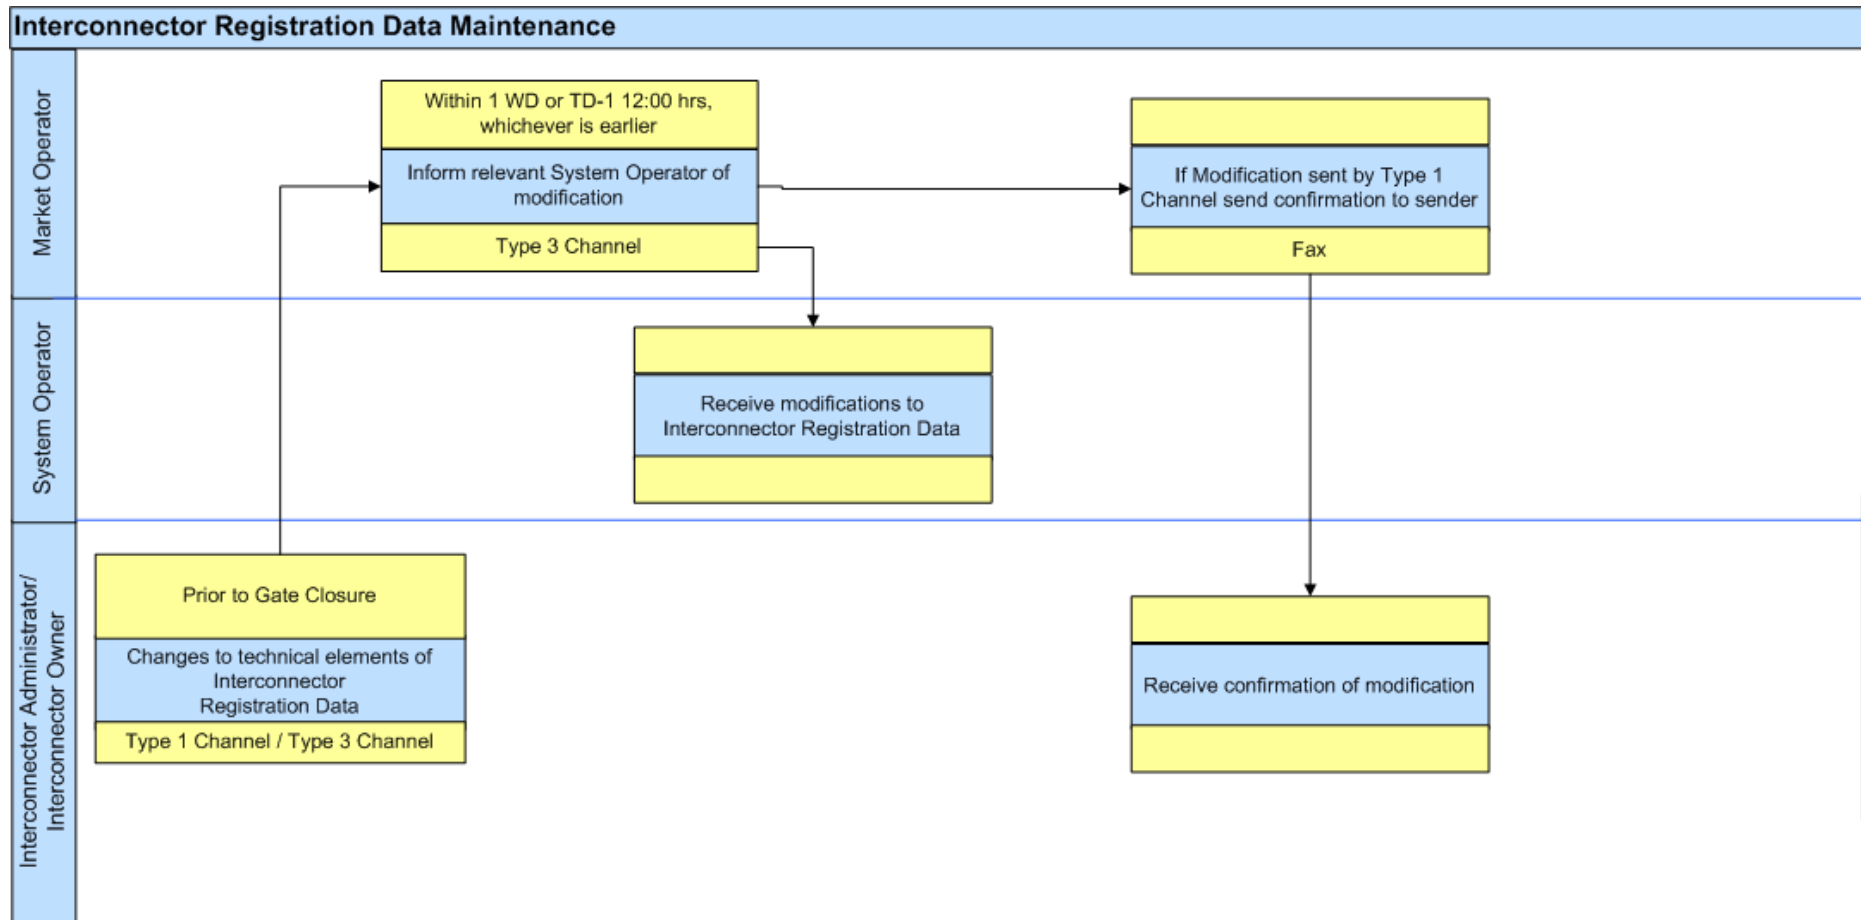 Interconnector Registration Data Maintenance
Market Operator
Within 1 WD or TD-1 12:00 hrs,
whichever is earlier
Inform relevant System Operator of
modification
Type 3 Channel
If Modification sent by Type 1
Channel send confirmation to sender
Fax
System Operator
Receive modifications to
Interconnector Registration Data
Interconnector Administrator/
Interconnector Owner
Prior to Gate Closure
Changes to technical elements of
Interconnector
Registration Data
Type 1 Channel / Type 3 Channel
Receive confirmation of modification